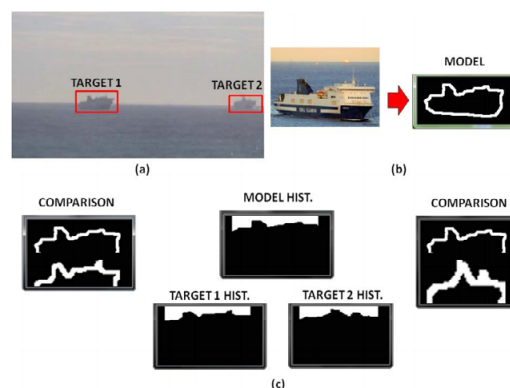 TARGET 1
TARGET 2
MODEL
(a)
(b)
COMPARISON
MODEL HIST.
COMPARISON
TARGET 1 HIST.
TARGET 2 HIST.
(c)